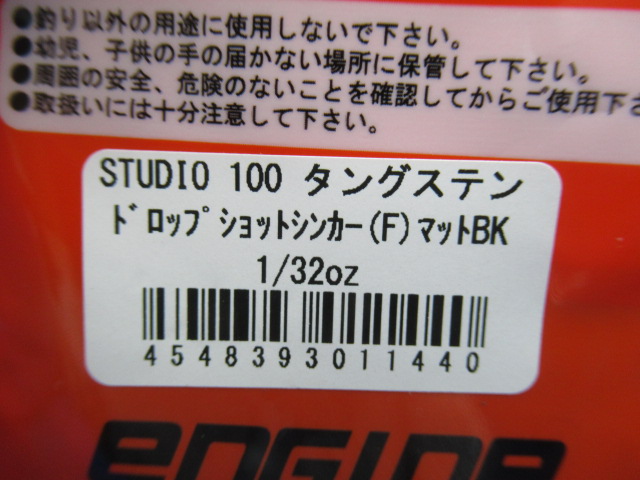 ●釣り以外の用途に使用しないで下さい。
●幼児、子供の手の届かない場所に保管して下さい。
●周囲の安全、危険のないことを確認してからご使用下さ
●取扱いには十分注意して下さい。
STUDIO 100 タングステン
ﾄﾞﾛｯﾌﾟｼｮｯﾄｼﾝｶｰ(F)ﾏｯﾄBK
1/32oz
4548393011440
engine